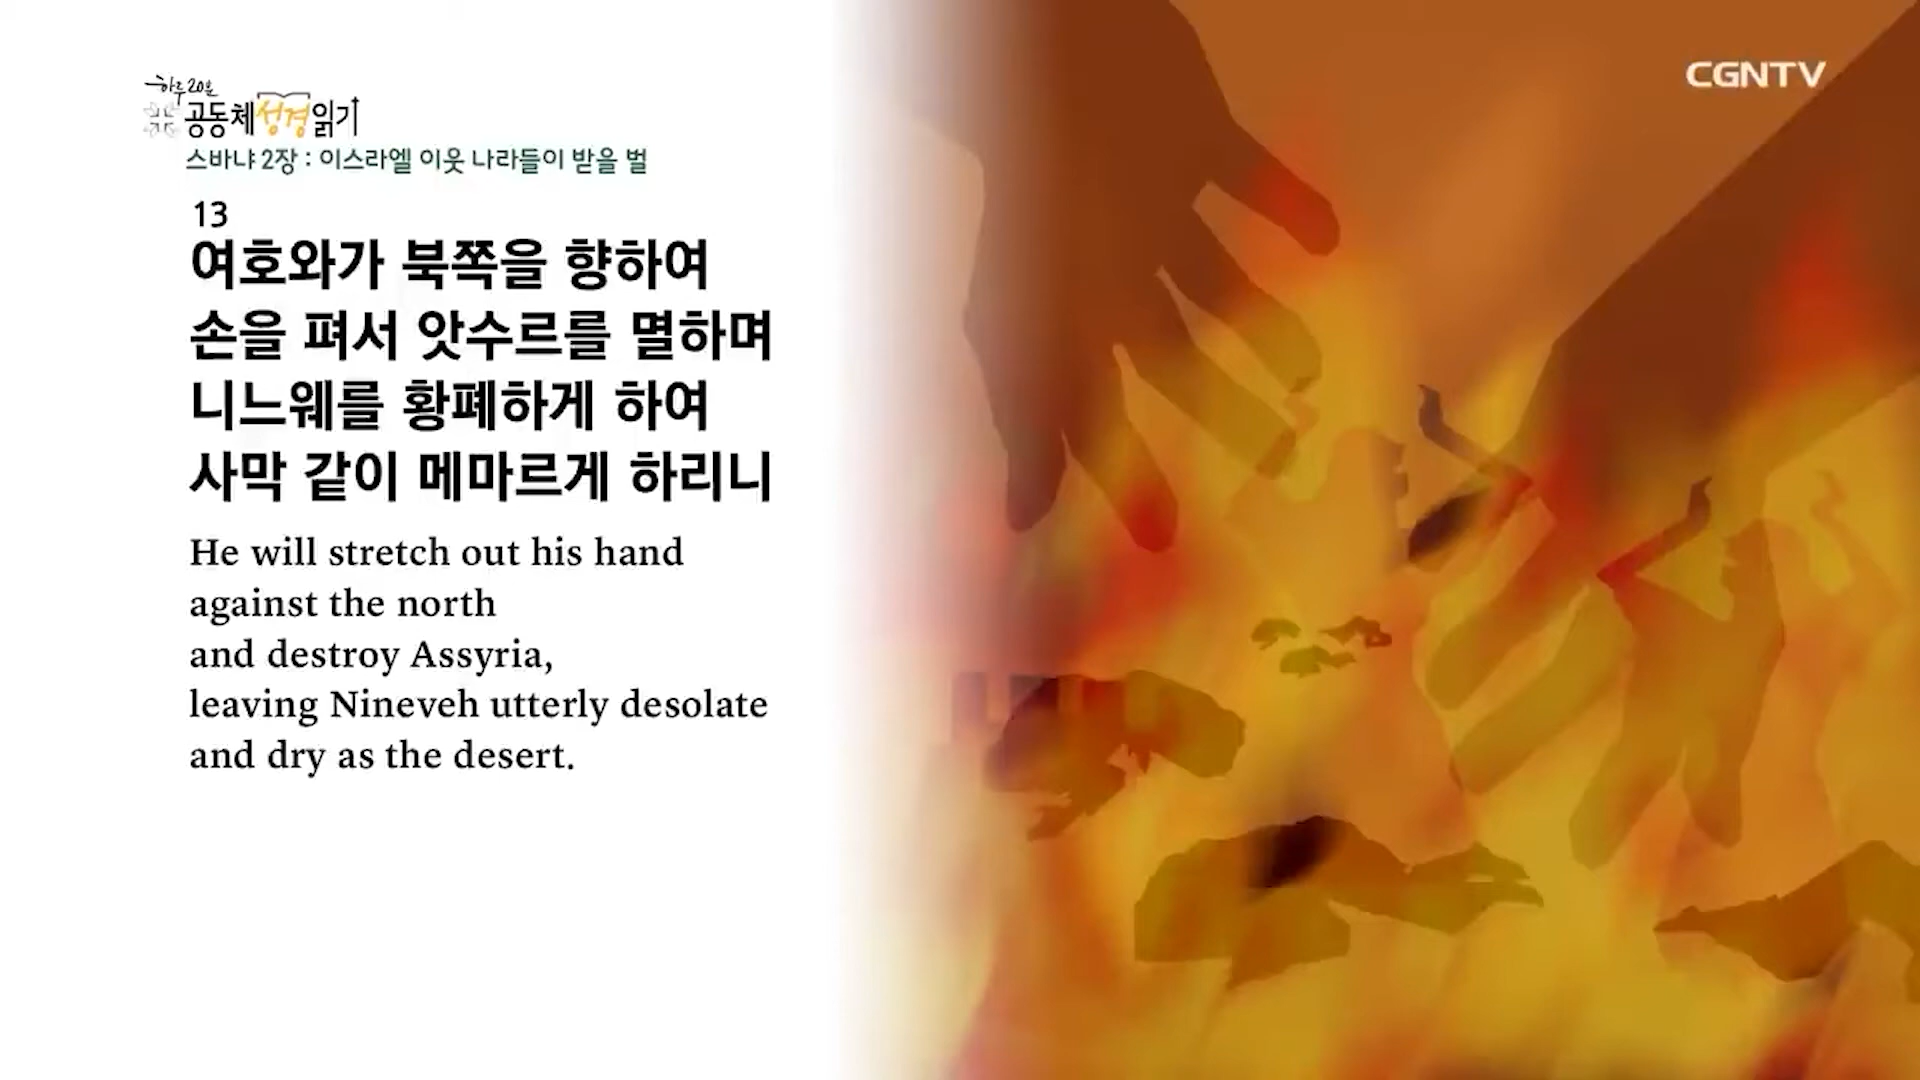 하루 20분
공동체성경읽기
CGNTV
스바냐 2장 : 이스라엘 이웃 나라들이 받을 벌
13
여호와가 북쪽을 향하여
손을 펴서 앗수르를 멸하며
니느웨를 황폐하게 하여
사막 같이 메마르게 하리니
He will stretch out his hand
against the north
and destroy Assyria,
leaving Nineveh utterly desolate
and dry as the desert.